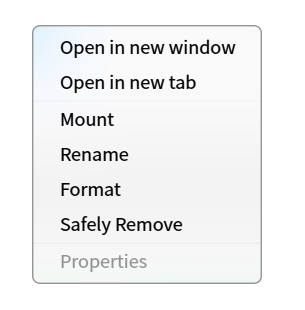 Open in new window
Open in new tab
Mount
Rename
Format
Safely Remove
Properties